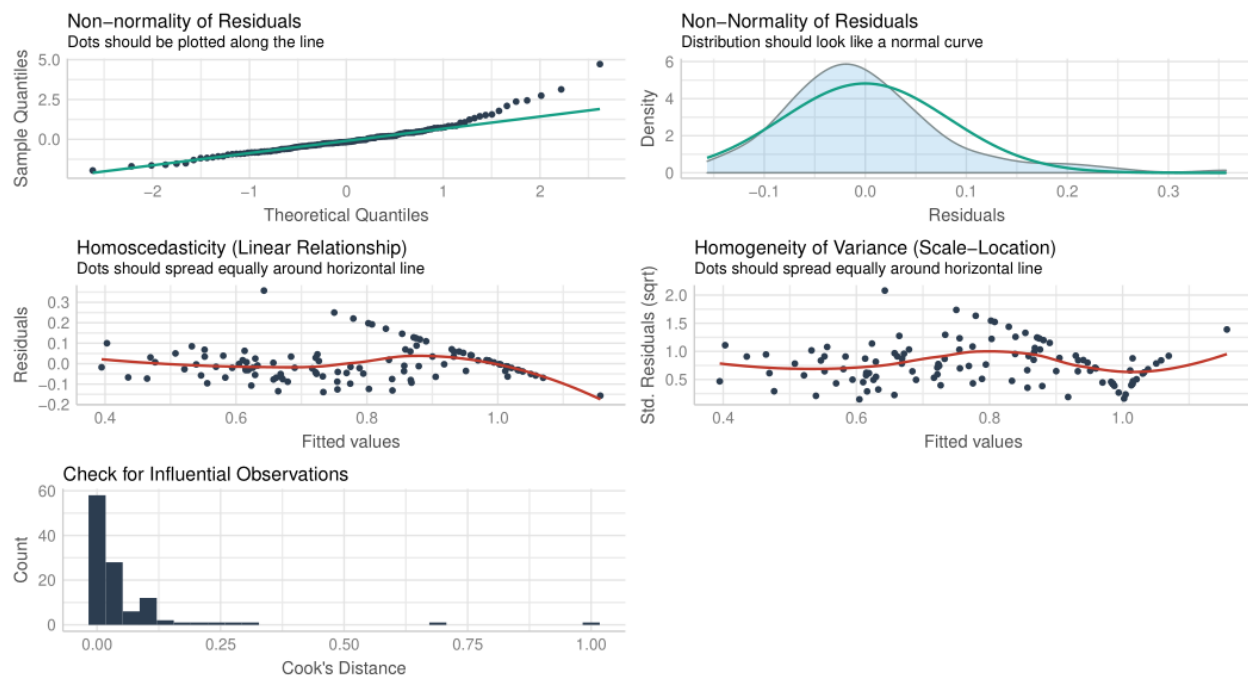 Non-normality of Residuals
Dots should be plotted along the line
Sample Quantiles
5.0
2.5
0.0
−2
−1
0
1
2
Theoretical Quantiles
Non−Normality of Residuals
Distribution should look like a normal curve
Density
6
4
2
0
−0.1
0.0
0.1
0.2
0.3
Residuals
Homoscedasticity (Linear Relationship)
Dots should spread equally around horizontal line
Residuals
0.3
0.2
0.1
0.0
−0.1
−0.2
0.4
0.6
0.8
1.0
Fitted values
Homogeneity of Variance (Scale−Location)
Dots should spread equally around horizontal line
Std. Residuals (sqrt)
2.0
1.5
1.0
0.5
0.4
0.6
0.8
1.0
Fitted values
Check for Influential Observations
Count
60
40
20
0
0.00
0.25
0.50
0.75
1.00
Cook's Distance